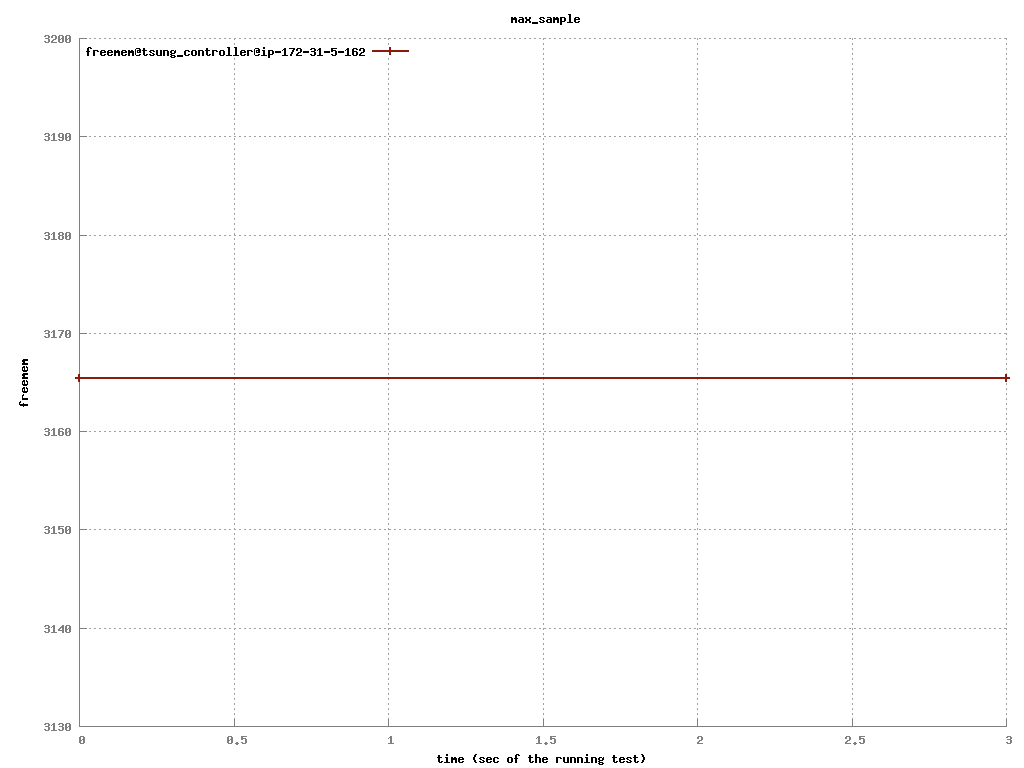 max_sample
freemem@tsung_controller@ip-172-31-5-162
3200
3190
3180
3170
3160
3150
3140
3130
freemem
0 0.5 1 1.5 2 2.5 3
time (sec of the running test)